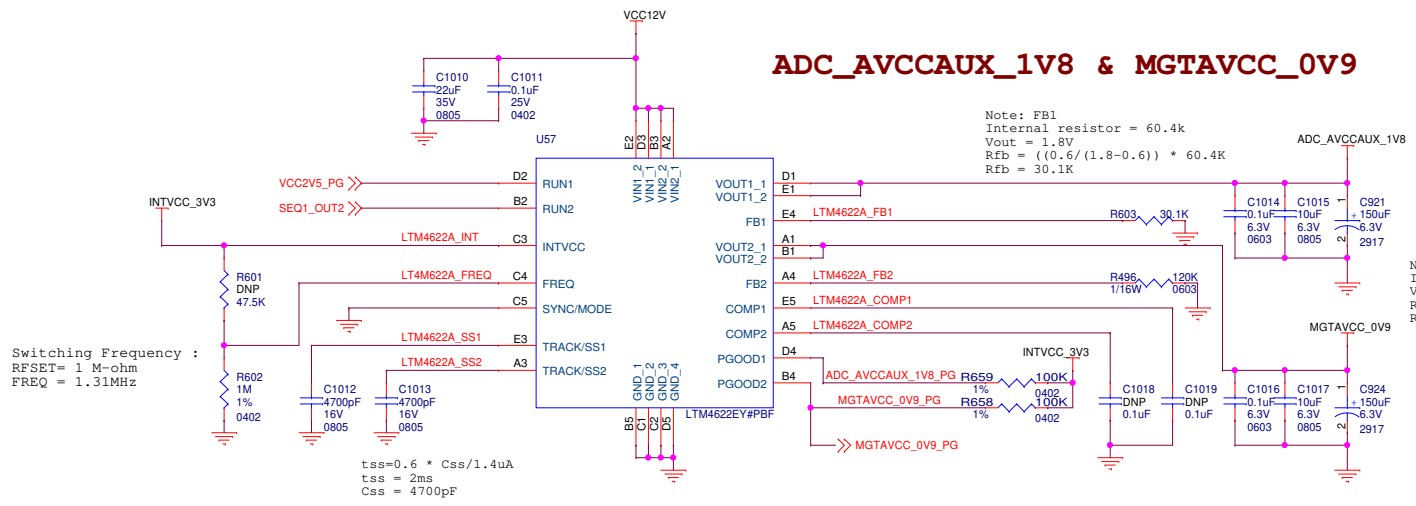 VCC12V
ADC_AVCCAUX_1V8 & MGTAVCC_0V9
C1010
22uF
35V
0805
C1011
0.1uF
25V
0402
Note: FB1
Internal resistor = 60.4k
Vout = 1.8V
Rfb = ((0.6/(1.8-0.6)) * 60.4K
Rfb = 30.1K
ADC_AVCCAUX_1V8
U57
E2
D3
B3
A2
VIN1_2
VIN1_1
VIN2_2
VIN2_1
VCC2V5_PG
D2
RUN1
SEQ1_OUT2
B2
RUN2
INTVCC_3V3
LTM4622A_INT
C3
INTVCC
R601
DNP
47.5K
LT4M622A_FREQ
C4
FREQ
C5
SYNC/MODE
LTM4622A_SS1
E3
TRACK/SS1
LTM4622A_SS2
A3
TRACK/SS2
Switching Frequency :
RFSET= 1 M-ohm
FREQ = 1.31MHz
R602
1M
1%
0402
C1012
4700pF
16V
0805
C1013
4700pF
16V
0805
tss=0.6 * Css/1.4uA
tss = 2ms
Css = 4700pF
GND_1
GND_2
GND_3
GND_4
B5
C1
C2
D5
LTM4622EY#PBF
VOUT1_1
D1
VOUT1_2
E1
FB1
E4
LTM4622A_FB1
R603
30.1K
VOUT2_1
A1
VOUT2_2
B1
FB2
A4
LTM4622A_FB2
R496
120K
1/16W
0603
COMP1
E5
LTM4622A_COMP1
COMP2
A5
LTM4622A_COMP2
PGOOD1
D4
ADC_AVCCAUX_1V8_PG
R659
100K
1%
0402
INTVCC_3V3
PGOOD2
B4
MGTAVCC_0V9_PG
R658
100K
1%
0402
MGTAVCC_0V9_PG
C1014
0.1uF
6.3V
0603
C1015
10uF
6.3V
0805
1
C921
+
150uF
6.3V
2
2917
N
I
V
R
R
MGTAVCC_0V9
C1018
DNP
0.1uF
C1019
DNP
0.1uF
C1016
0.1uF
6.3V
0603
C1017
10uF
6.3V
0805
1
C924
+
150uF
6.3V
2
2917